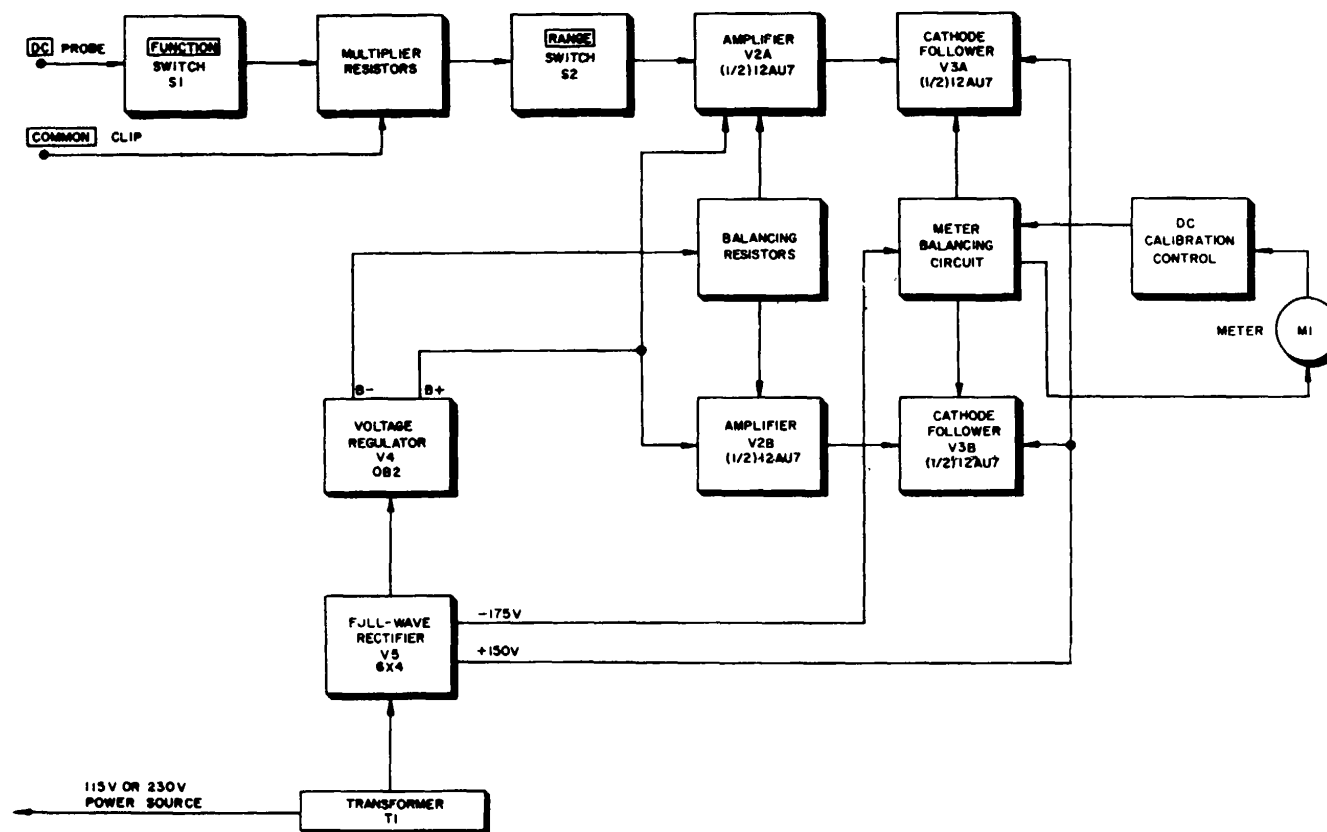 DC PROBE
FUNCTION
SWITCH
S1
MULTIPLIER
RESISTORS
RANGE
SWITCH
S2
AMPLIFIER
V2A
(1/2)12AU7
CATHODE
FOLLOWER
V3A
(1/2)12AU7
COMMON CLIP
BALANCING
RESISTORS
METER
BALANCING
CIRCUIT
DC
CALIBRATION
CONTROL
METER
M1
B-
B+
VOLTAGE
REGULATOR
V4
OB2
AMPLIFIER
V2B
(1/2)12AU7
CATHODE
FOLLOWER
V3B
(1/2)12AU7
FULL-WAVE
RECTIFIER
V5
6X4
-175V
+150V
115V OR 230V
POWER SOURCE
TRANSFORMER
T1